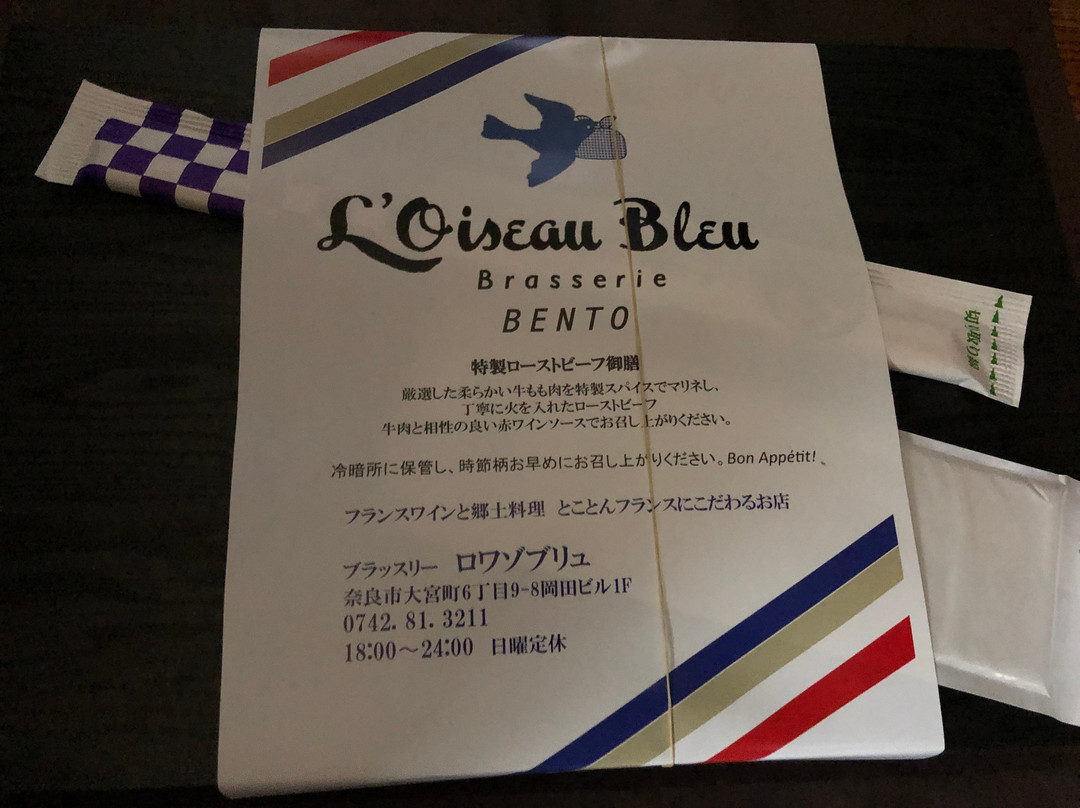 L'Oiseau Bleu
Brasserie
BENTO
特製ローストビーフ御膳
厳選した柔らかい牛もも肉を特製スパイスでマリネし、
丁寧に火を入れたローストビーフ
牛肉と相性の良い赤ワインソースでお召し上がりください。
冷暗所に保管し、時節柄お早めにお召し上がりください。Bon Appétit!
フランスワインと郷土料理 とことんフランスにこだわるお店
ブラッスリー ロワゾブリュ
奈良市大宮町6丁目9-8岡田ビル1F
0742.81.3211
18:00～24:00 日曜定休
切り取り線